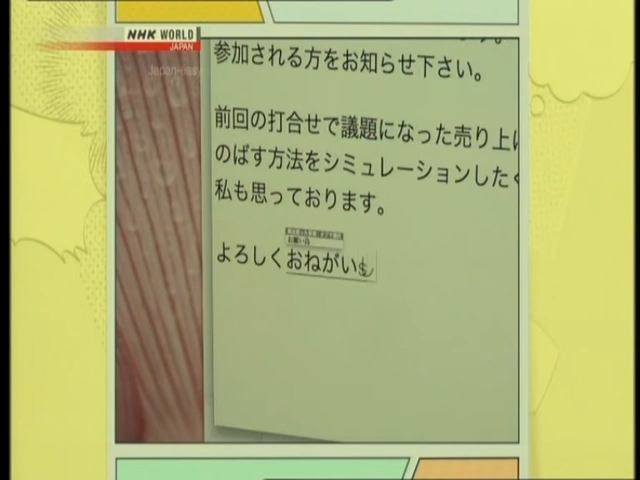 NHK WORLD
JAPAN
参加される方をお知らせ下さい。
前回の打合せで議題になった売り上
のばす方法をシミュレーションした
私も思っております。
よろしくおねがい